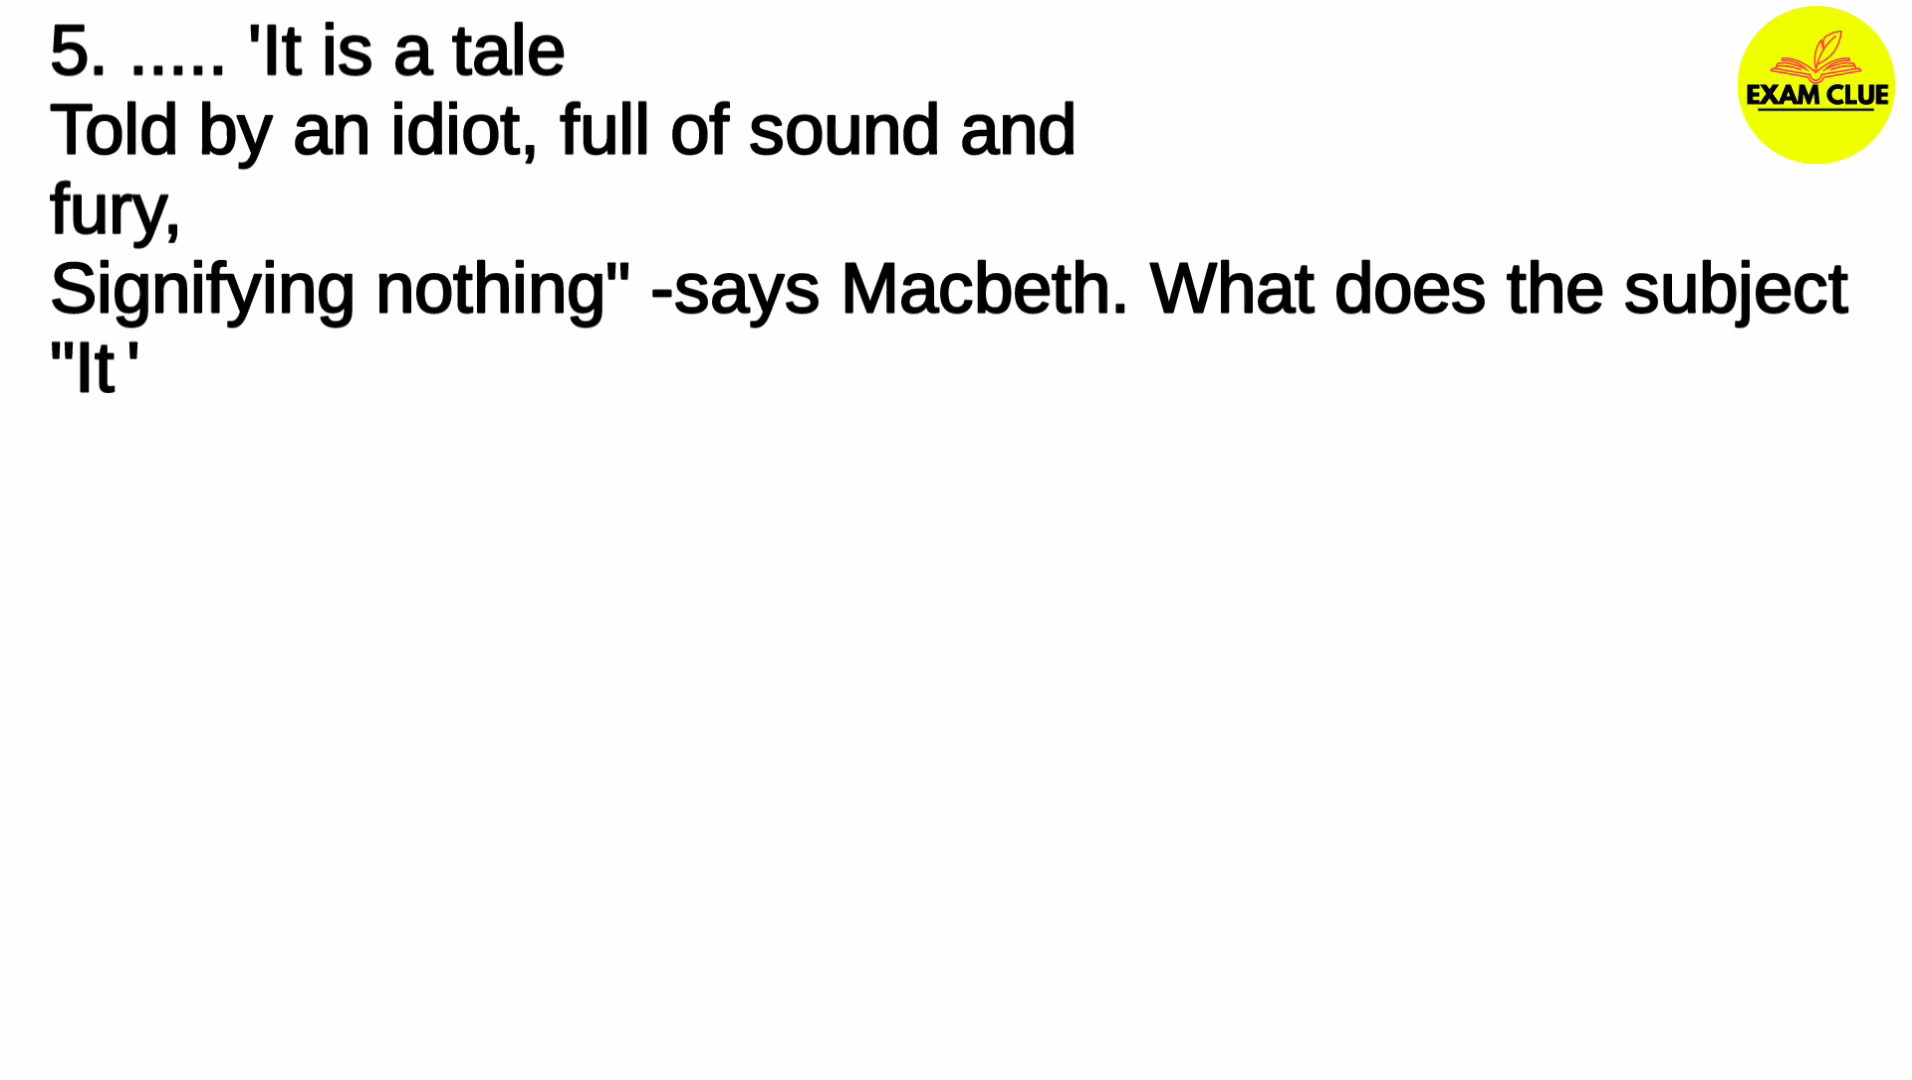 5. ..... 'It is a tale
Told by an idiot, full of sound and
fury,
Signifying nothing" -says Macbeth. What does the subject
"It '
EXAM CLUE